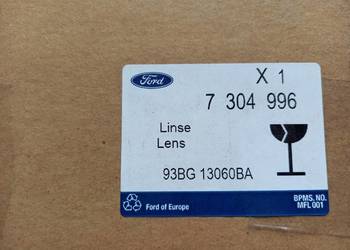 Ford
X 1
7 304 996
Linse
Lens
93BG 13060BA
Ford of Europe
BPMS. NO.
MFL 001